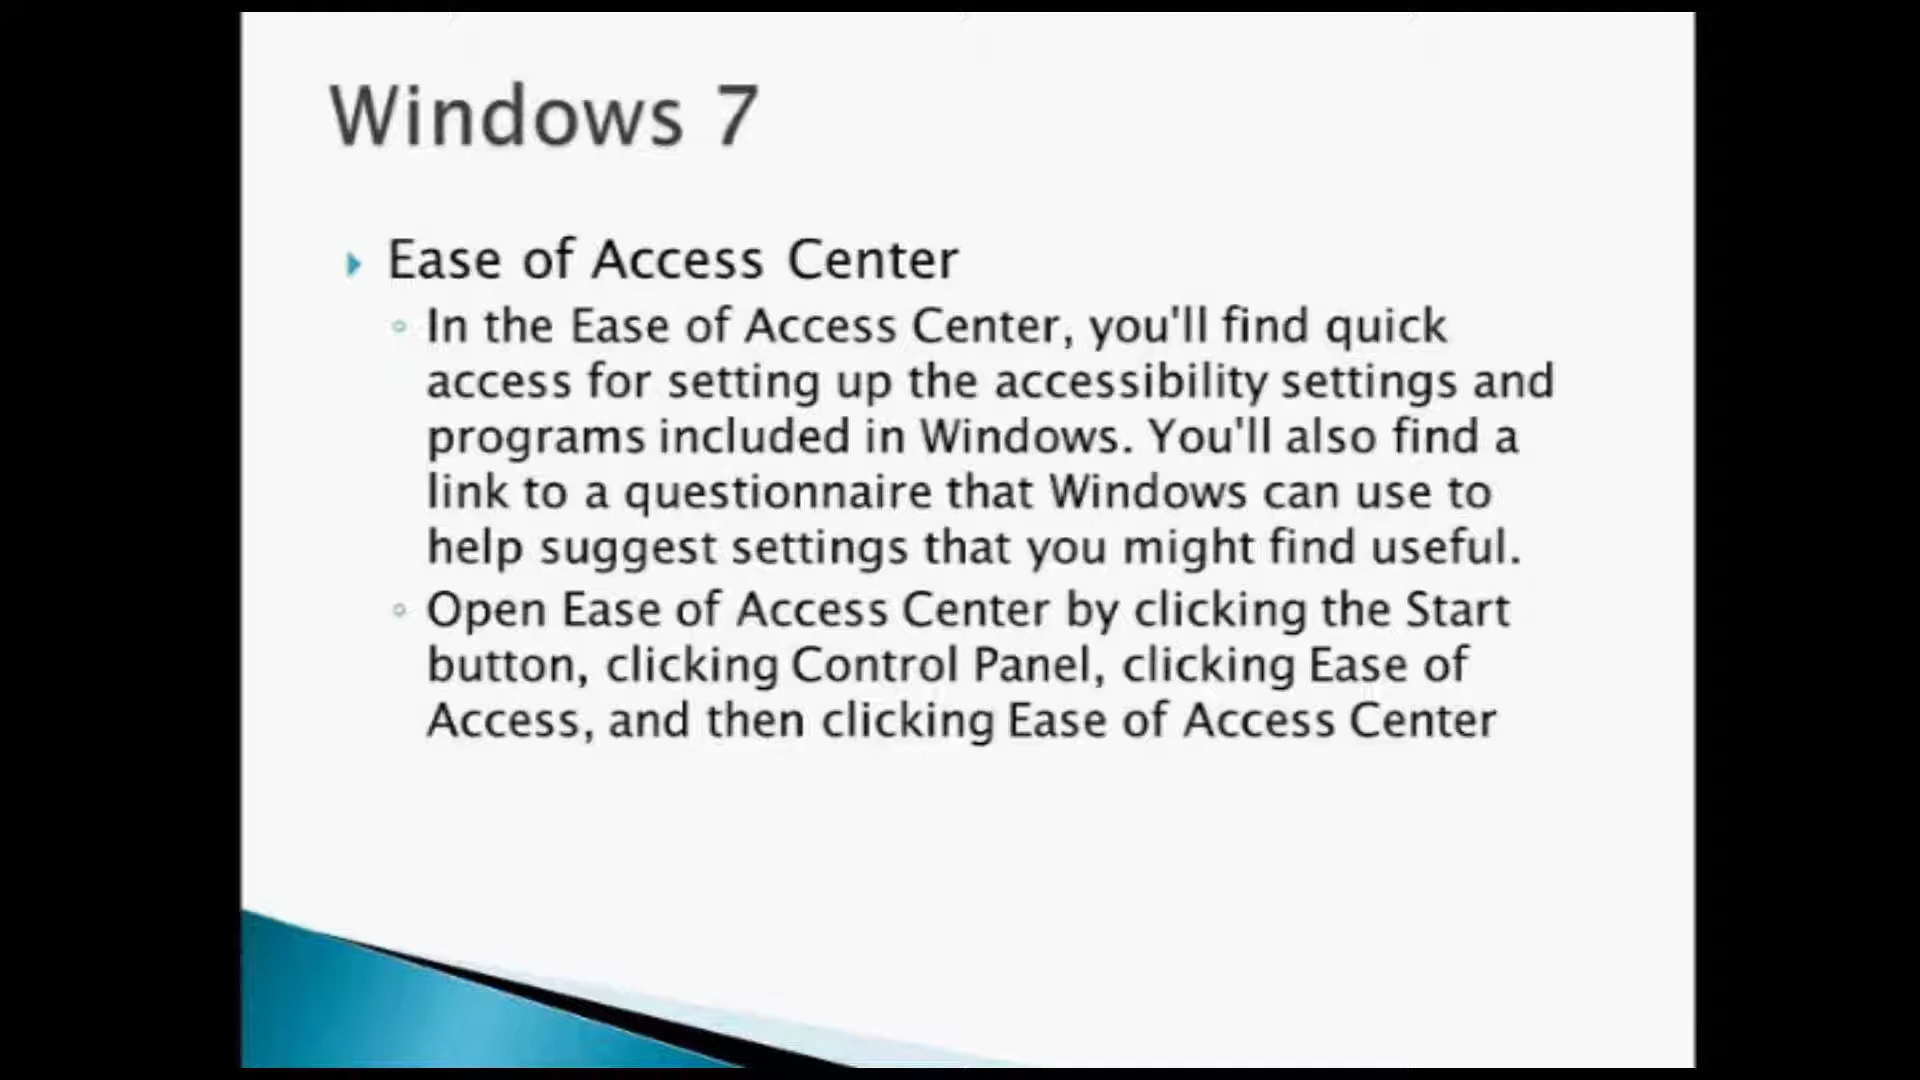 Windows 7
Ease of Access Center
In the Ease of Access Center, you'll find quick
access for setting up the accessibility settings and
programs included in Windows. You'll also find a
link to a questionnaire that Windows can use to
help suggest settings that you might find useful.
Open Ease of Access Center by clicking the Start
button, clicking Control Panel, clicking Ease of
Access, and then clicking Ease of Access Center